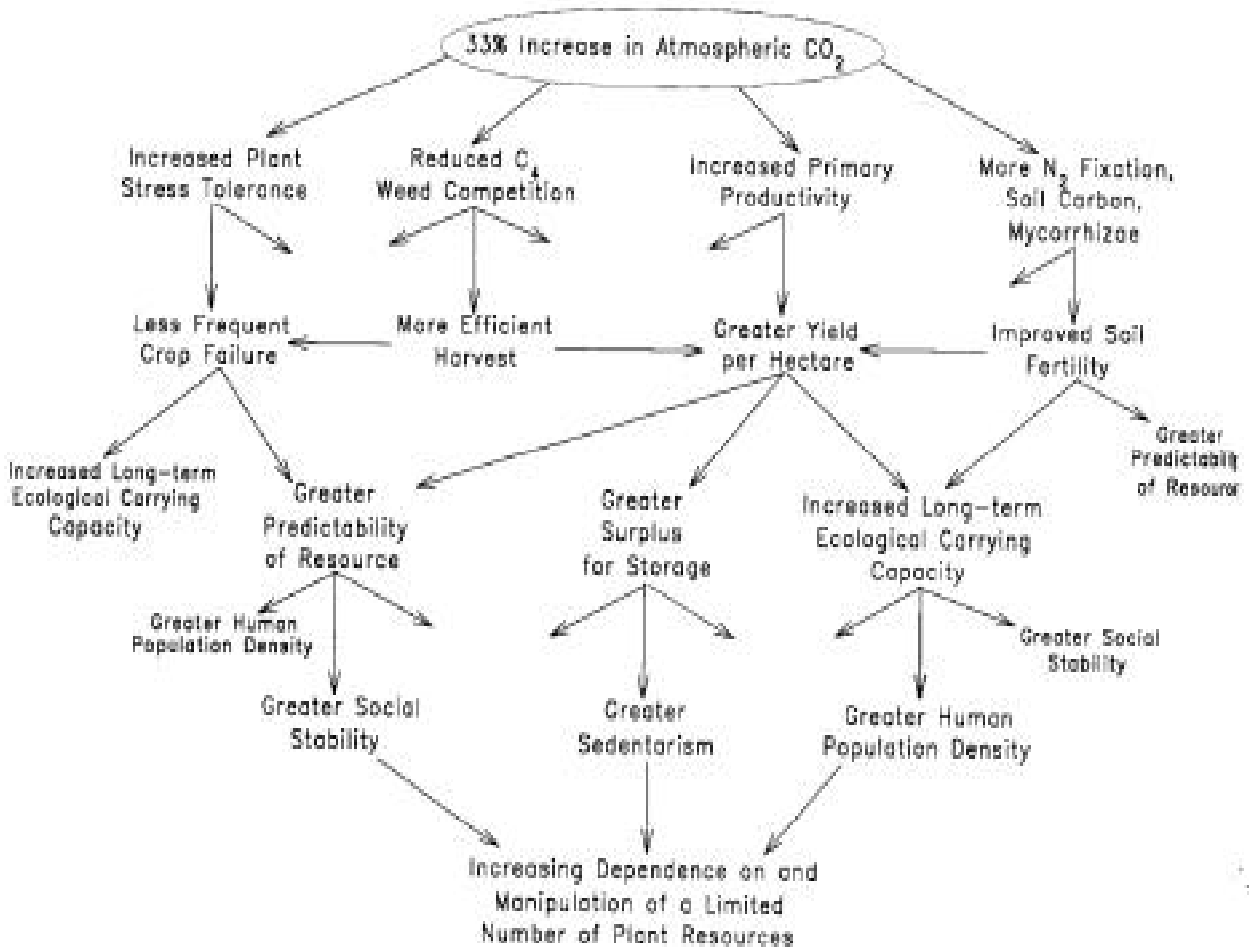 33% Increase in Atmospheric CO2
Increased Plant
Stress Tolerance
Reduced C4
Weed Competition
Increased Primary
Productivity
More N2 Fixation,
Soil Carbon,
Mycorrhizae
Less Frequent
Crop Failure
More Efficient
Harvest
Greater Yield
per Hectare
Improved Soil
Fertility
Increased Long-term
Ecological Carrying
Capacity
Greater
Predictability
of Resource
Greater
Surplus
for Storage
Increased Long-term
Ecological Carrying
Capacity
Greater
Predictabili
of Resour
Greater Human
Population Density
Greater Social
Stability
Greater Social
Stability
Greater
Sedentarism
Greater Human
Population Density
Increasing Dependence on and
Manipulation of a Limited
Number of Plant Resources